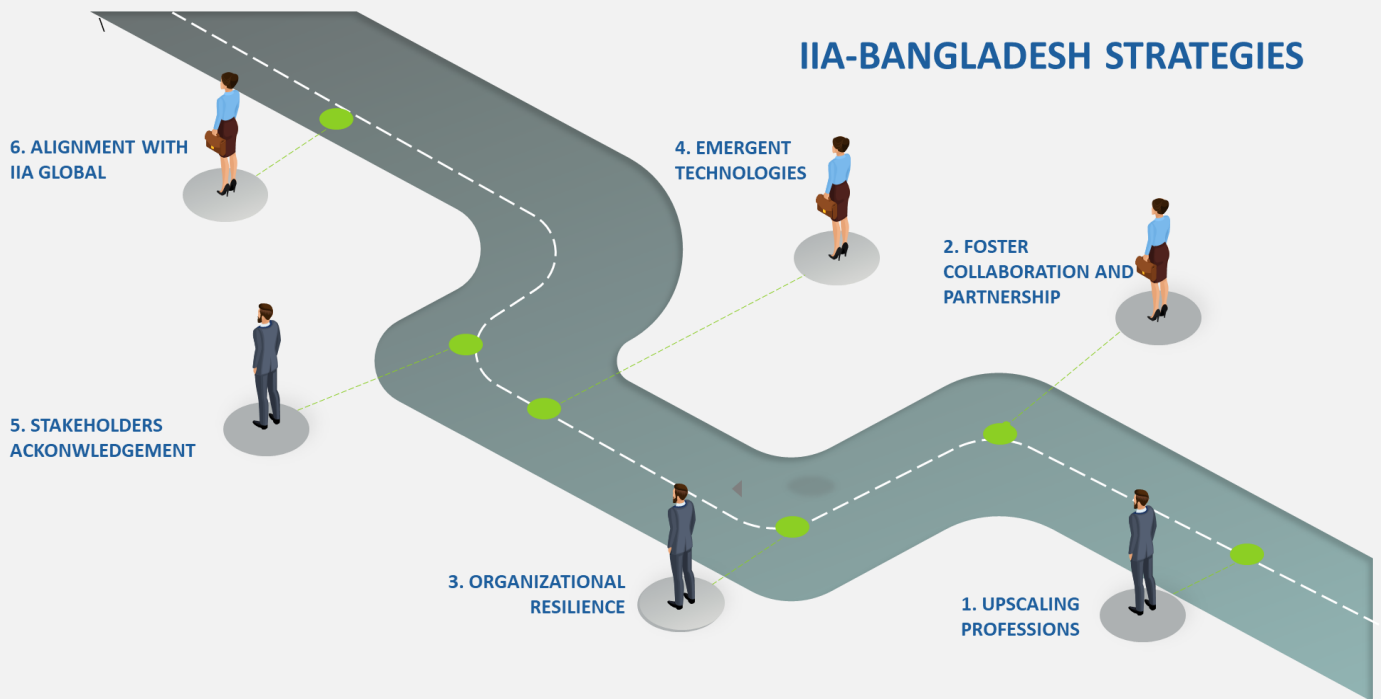 IIA-BANGLADESH STRATEGIES
6. ALIGNMENT WITH
IIA GLOBAL
4. EMERGENT
TECHNOLOGIES
2. FOSTER
COLLABORATION AND
PARTNERSHIP
5. STAKEHOLDERS
ACKONWLEDGEMENT
3. ORGANIZATIONAL
RESILIENCE
1. UPSCALING
PROFESSIONS